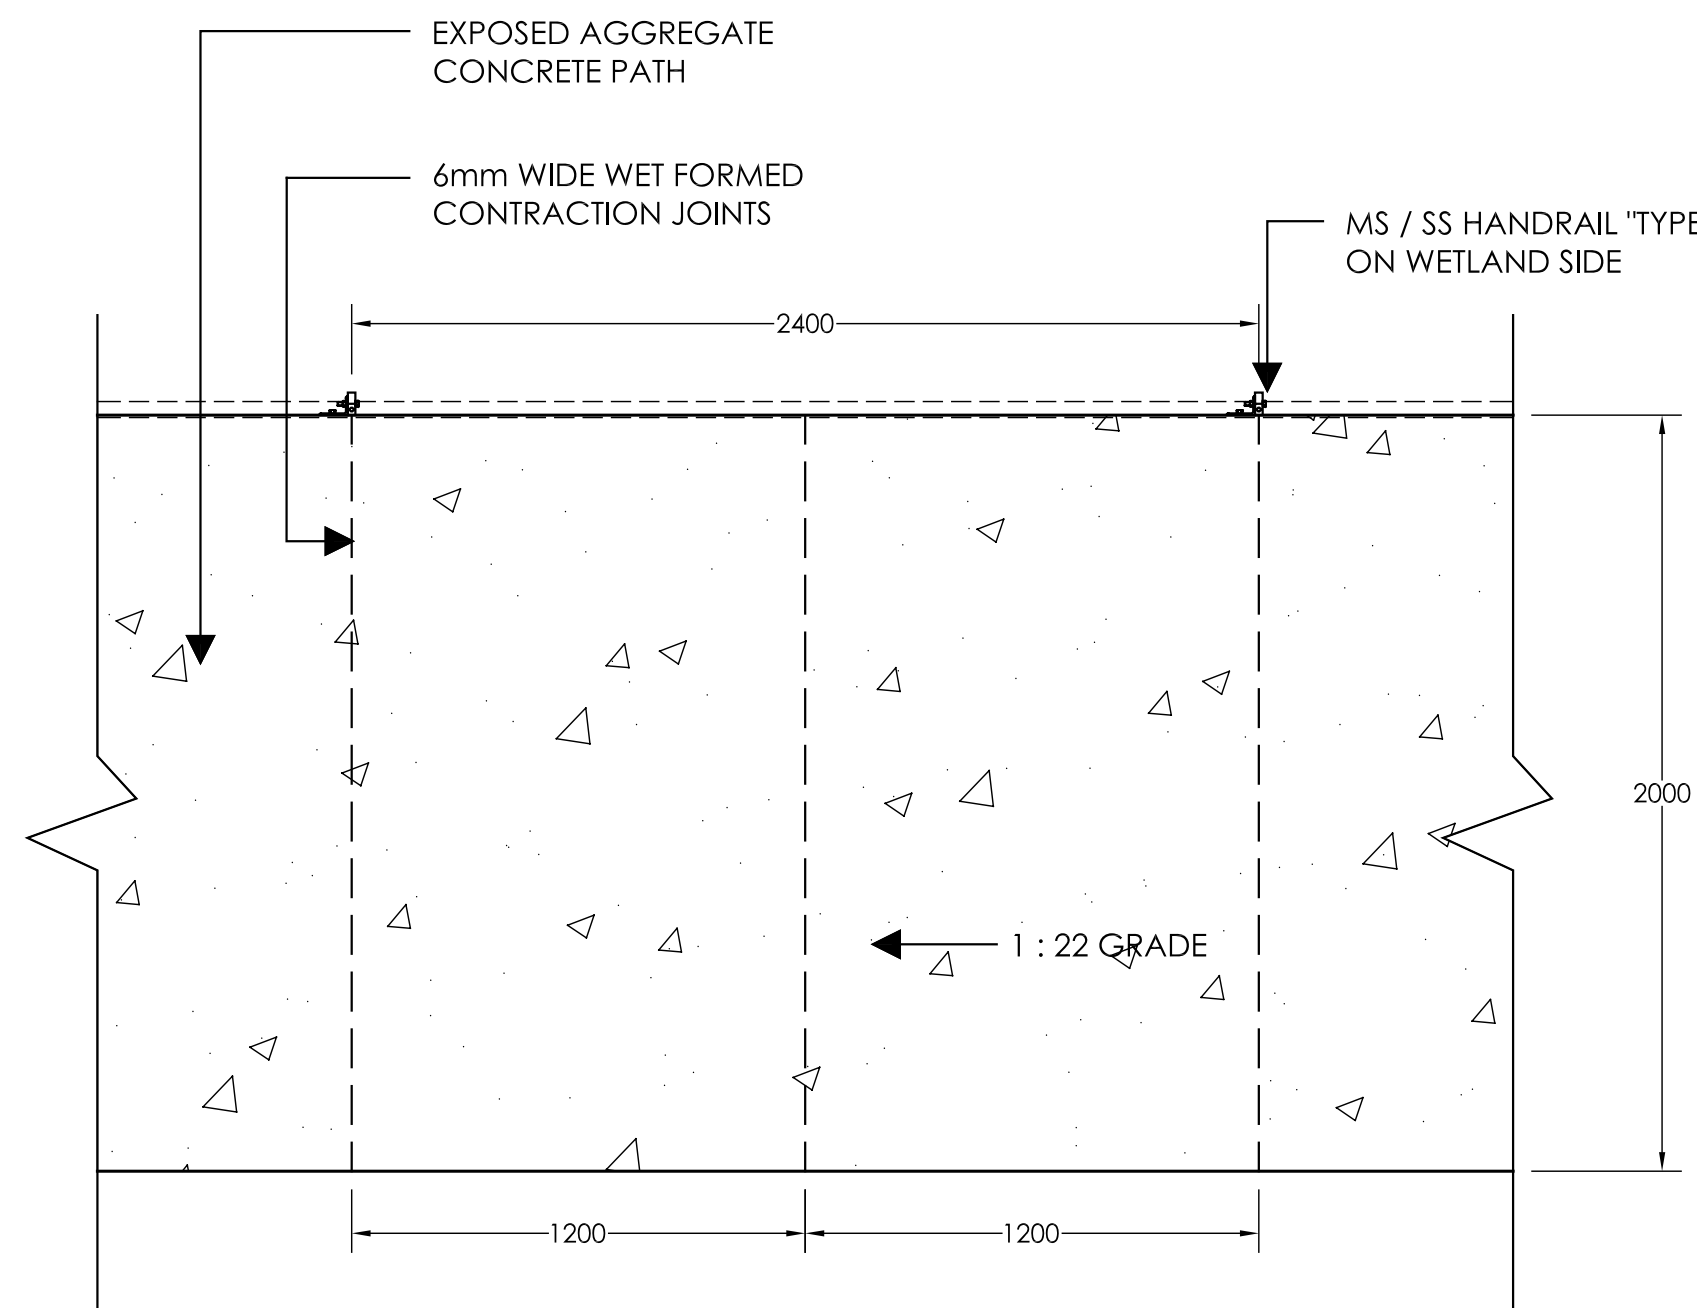 EXPOSED AGGREGATE
CONCRETE PATH
6mm WIDE WET FORMED
CONTRACTION JOINTS
MS / SS HANDRAIL "TYPE
ON WETLAND SIDE
2400
2000
1 : 22 GRADE
1200
1200